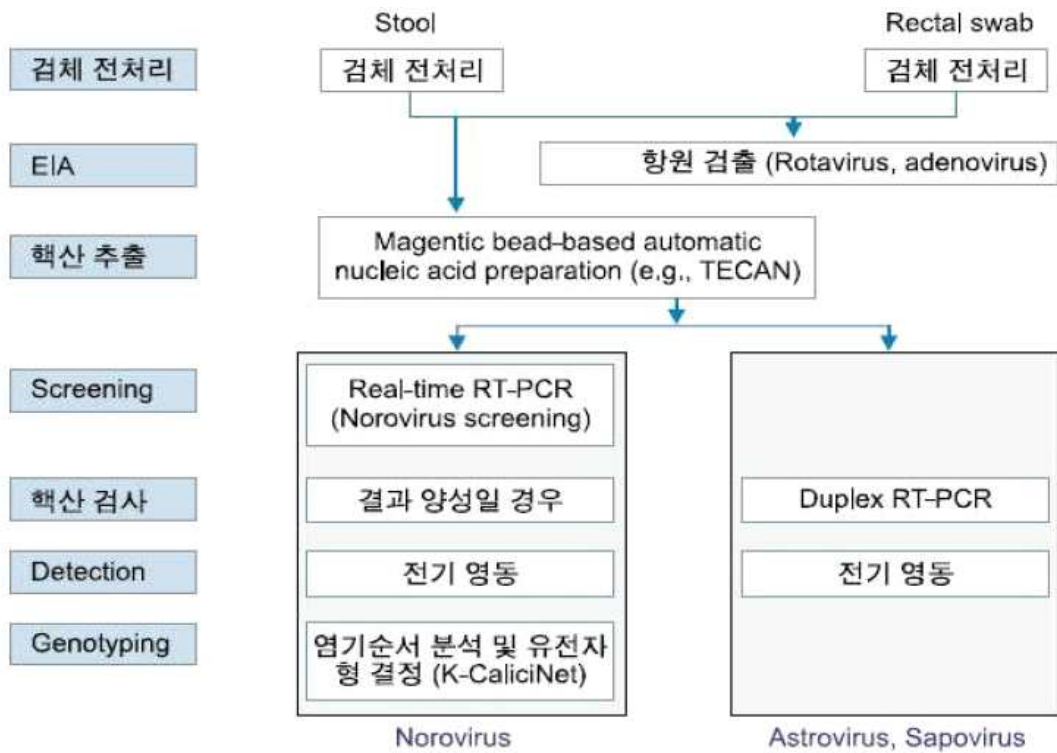 Stool
Rectal swab
검체 전처리
검체 전처리
검체 전처리
EIA
항원 검출 (Rotavirus, adenovirus)
핵산 추출
Magentic bead-based automatic
nucleic acid preparation (e.g., TECAN)
Screening
Real-time RT-PCR
(Norovirus screening)
핵산 검사
결과 양성일 경우
Duplex RT-PCR
Detection
전기 영동
전기 영동
Genotyping
염기순서 분석 및 유전자
형 결정 (K-CaliciNet)
Norovirus
Astrovirus, Sapovirus